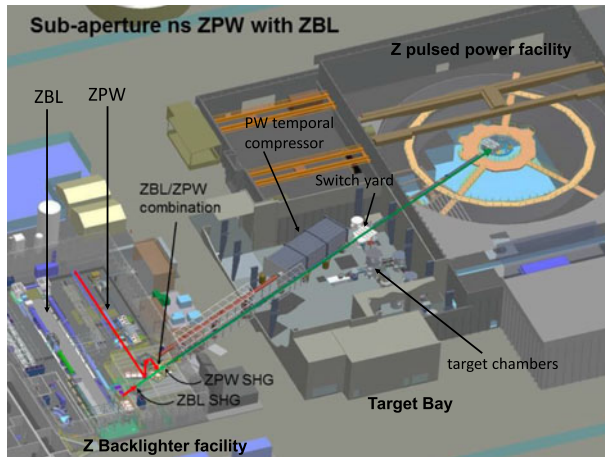 Sub-aperture ns ZPW with ZBL
Z pulsed power facility
ZBL
ZPW
PW temporal
compressor
Switch yard
ZBL/ZPW
combination
target chambers
ZPW SHG
ZBL SHG
Target Bay
Z Backlighter facility